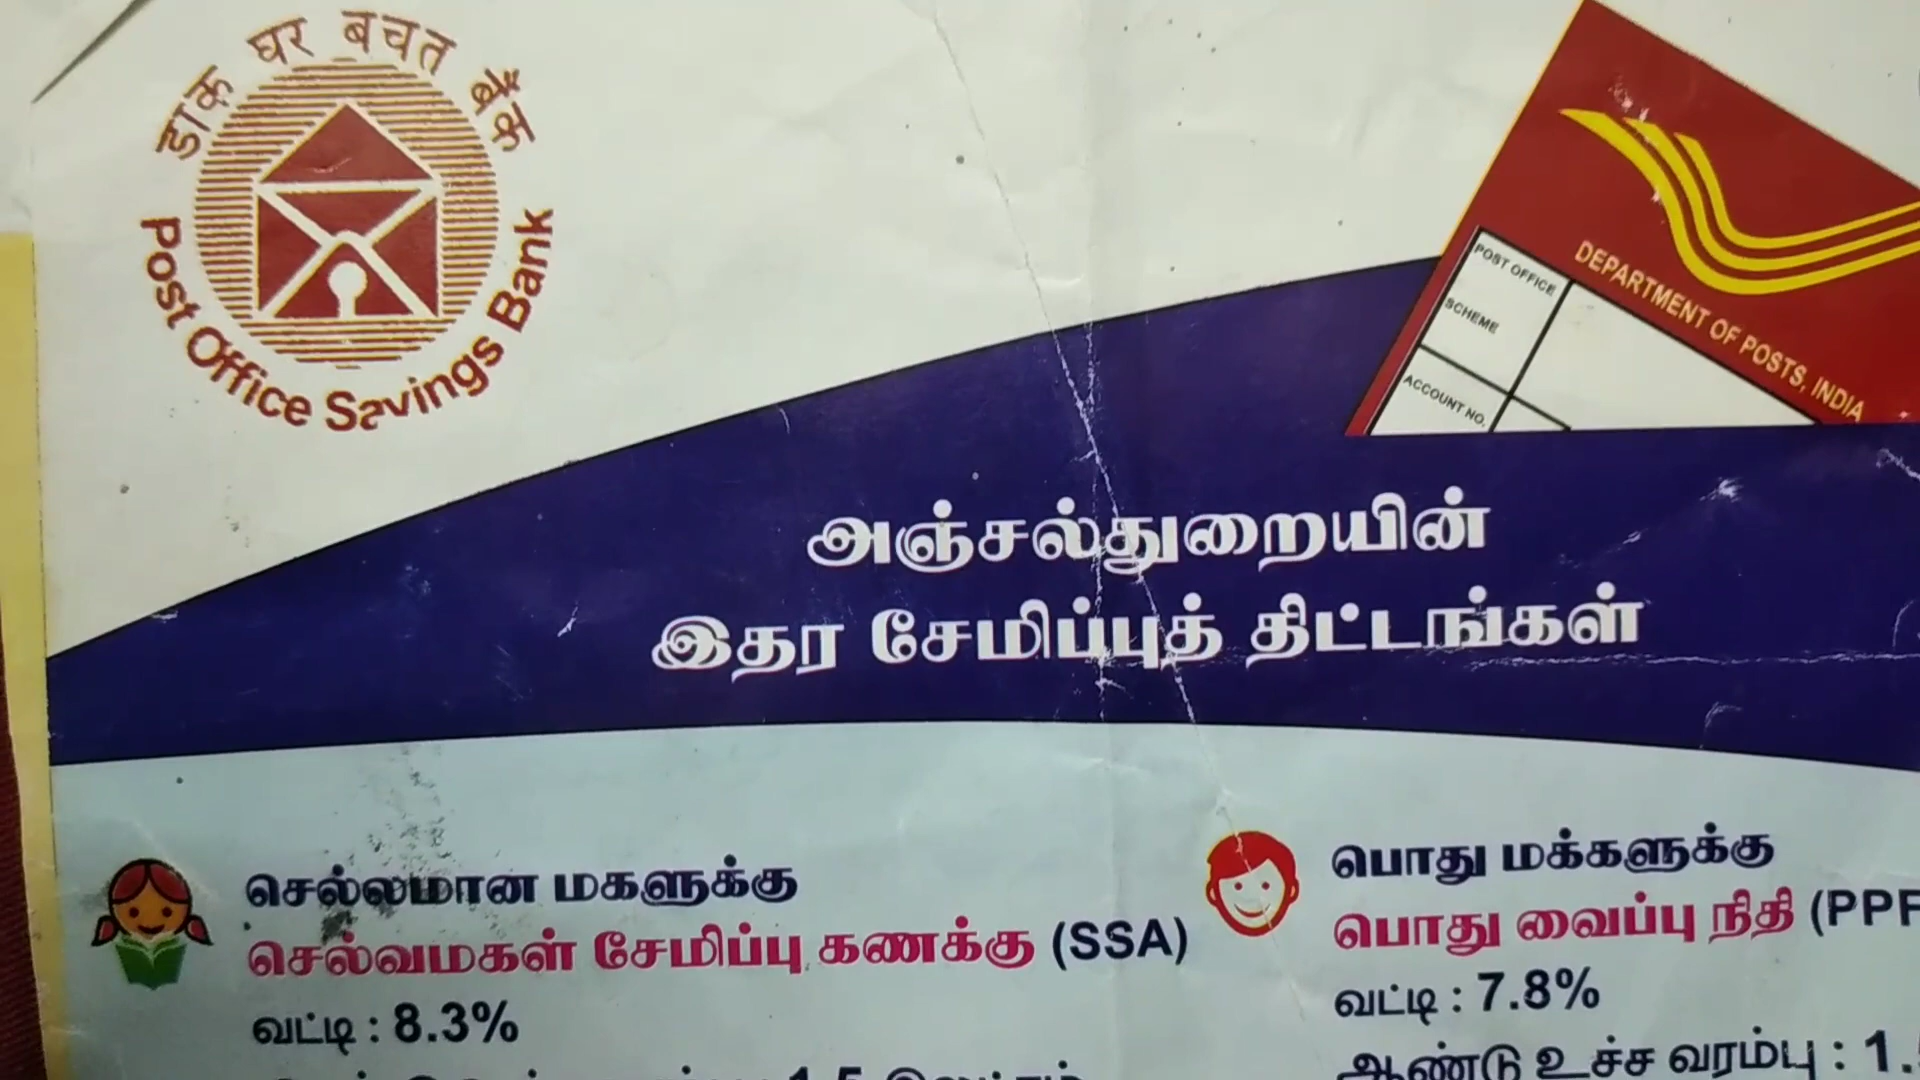 डाक घर बचत बैंक
Post Office Savings Bank
DEPARTMENT OF POSTS, INDIA
POST OFFICE
SCHEME
ACCOUNT NO.
அஞ்சல்துறையின்
இதர சேமிப்புத் திட்டங்கள்
செல்லமான மகளுக்கு
செல்வமகள் சேமிப்பு கணக்கு (SSA)
வட்டி : 8.3%
பொது மக்களுக்கு
பொது வைப்பு நிதி (PPF
வட்டி : 7.8%
ஆண்டு உச்ச வரம்பு : 1.